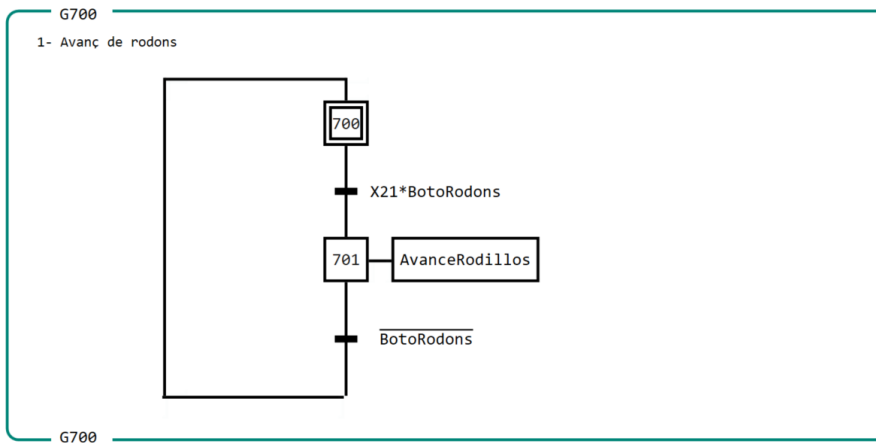 G700
1- Avanç de rodons
700
X21*BotoRodons
701 AvanceRodillos
BotoRodons
G700